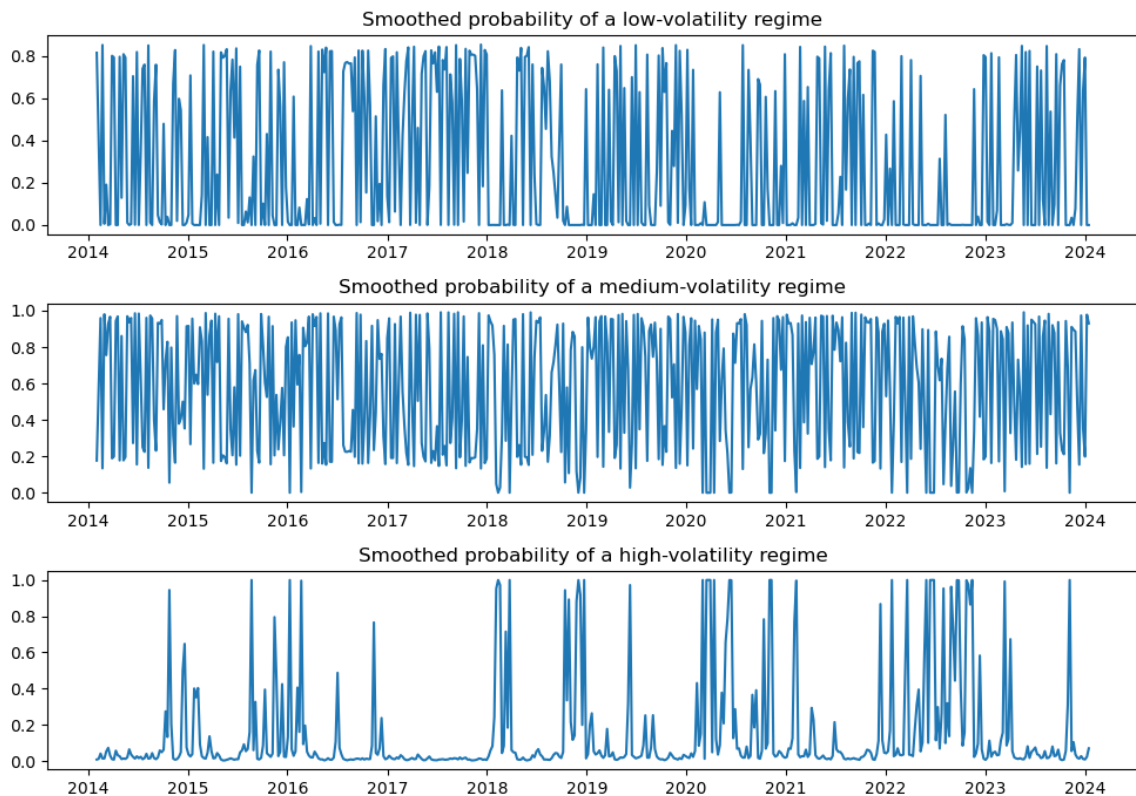 Smoothed probability of a low-volatility regime
0.8
0.6
0.4
0.2
0.0
2014 2015 2016 2017 2018 2019 2020 2021 2022 2023 2024
Smoothed probability of a medium-volatility regime
1.0
0.8
0.6
0.4
0.2
0.0
2014 2015 2016 2017 2018 2019 2020 2021 2022 2023 2024
Smoothed probability of a high-volatility regime
1.0
0.8
0.6
0.4
0.2
0.0
2014 2015 2016 2017 2018 2019 2020 2021 2022 2023 2024